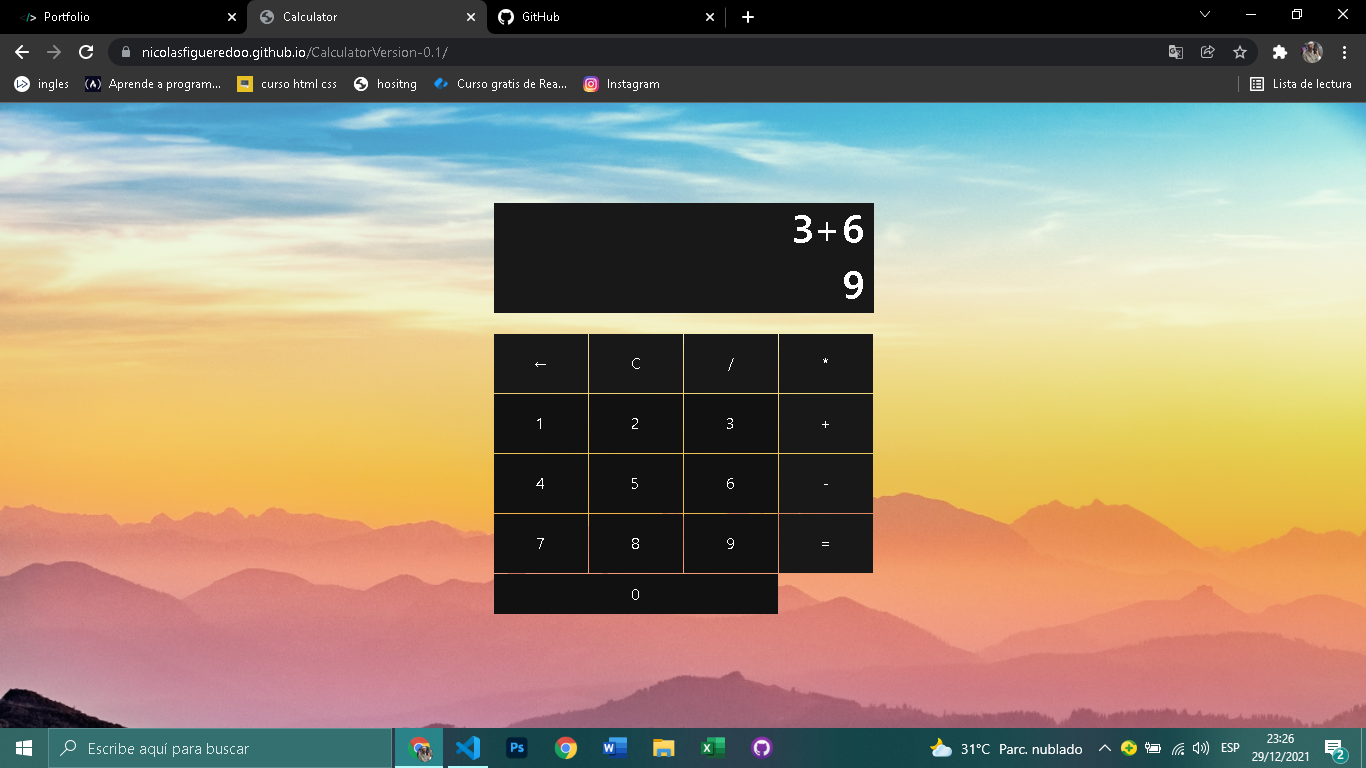 </> Portfolio
Calculator
GitHub
nicolasfigueredoo.github.io/CalculatorVersion-0.1/
ingles
Aprende a program...
curso html css
hositng
Curso gratis de Rea...
Instagram
Lista de lectura
3+6
9
← C / *
1 2 3 +
4 5 6 -
7 8 9 =
0
Escribe aquí para buscar
Ps
31°C Parc. nublado
ESP
23:26
29/12/2021
2